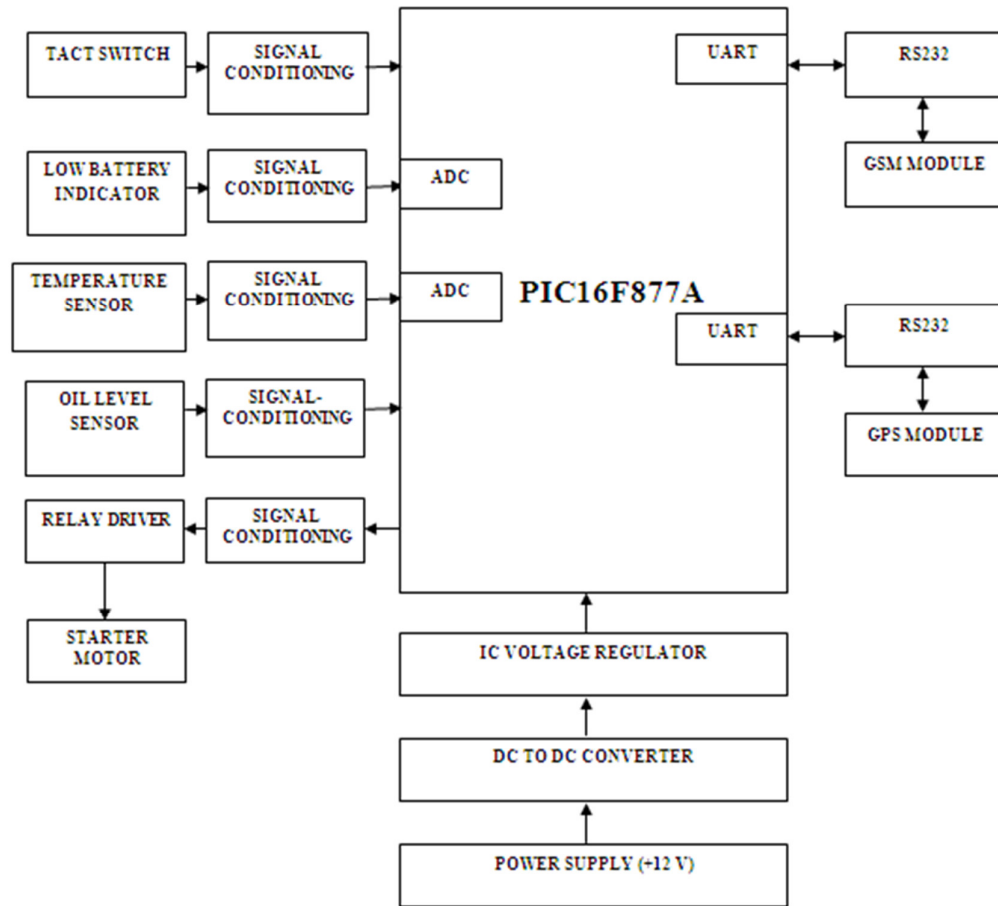 TACT SWITCH
SIGNAL
CONDITIONING
UART
RS232
LOW BATTERY
INDICATOR
SIGNAL
CONDITIONING
ADC
GSM MODULE
TEMPERATURE
SENSOR
SIGNAL
CONDITIONING
ADC
PIC16F877A
UART
RS232
OIL LEVEL
SENSOR
SIGNAL-
CONDITIONING
GPS MODULE
RELAY DRIVER
SIGNAL
CONDITIONING
STARTER
MOTOR
IC VOLTAGE REGULATOR
DC TO DC CONVERTER
POWER SUPPLY (+12 V)